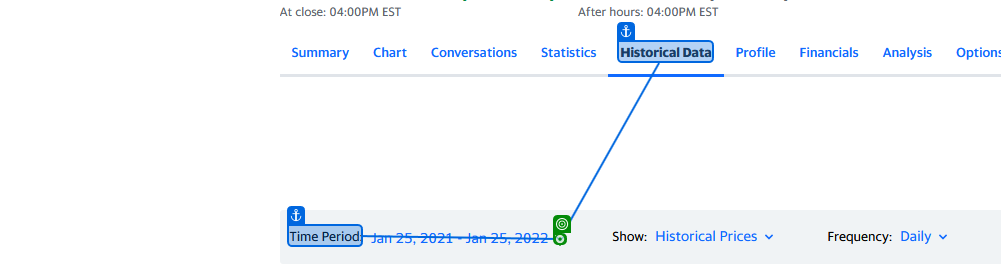 At close: 04:00PM EST After hours: 04:00PM EST
Summary Chart Conversations Statistics Historical Data Profile Financials Analysis Options
Time Period: Jan 25, 2021 - Jan 25, 2022 Show: Historical Prices Frequency: Daily